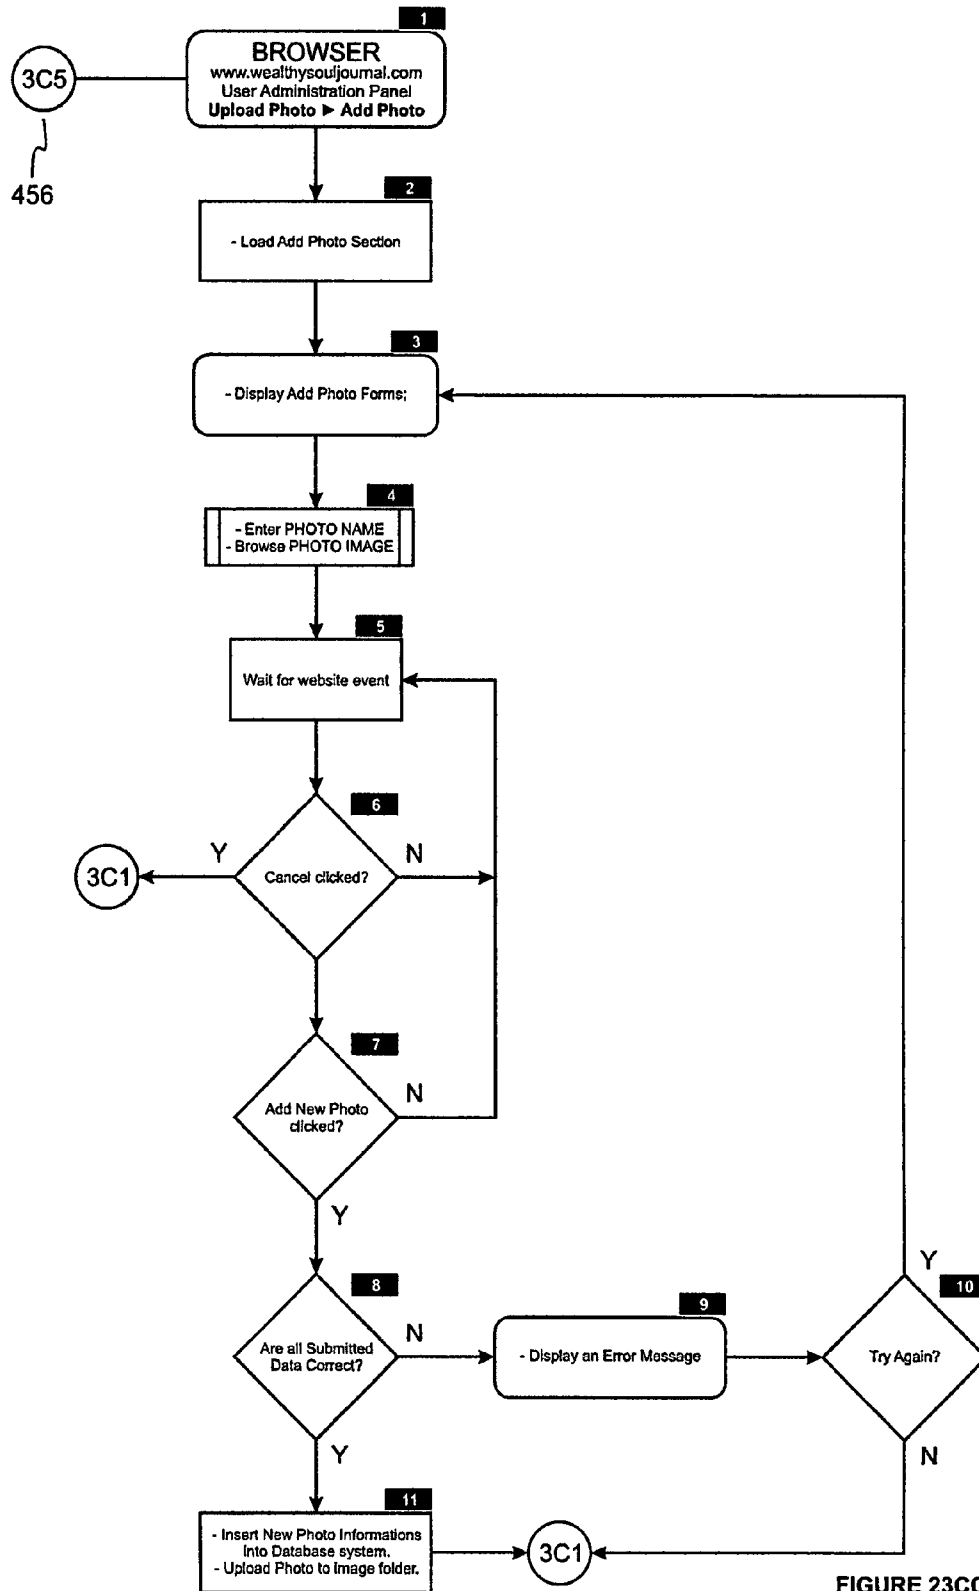 1
BROWSER
3C5
www.wealthysouljournal.com
User Administration Panel
Upload Photo ► Add Photo
456
2
- Load Add Photo Section
3
- Display Add Photo Forms;
4
- Enter PHOTO NAME
- Browse PHOTO IMAGE
5
Wait for website event
6
Y
N
3C1
Cancel clicked?
7
N
Add New Photo
clicked?
Y
8
N
Are all Submitted
Data Correct?
9
- Display an Error Message
Y
10
Try Again?
Y
N
11
- Insert New Photo Informations
Into Database system.
- Upload Photo to Image folder.
3C1